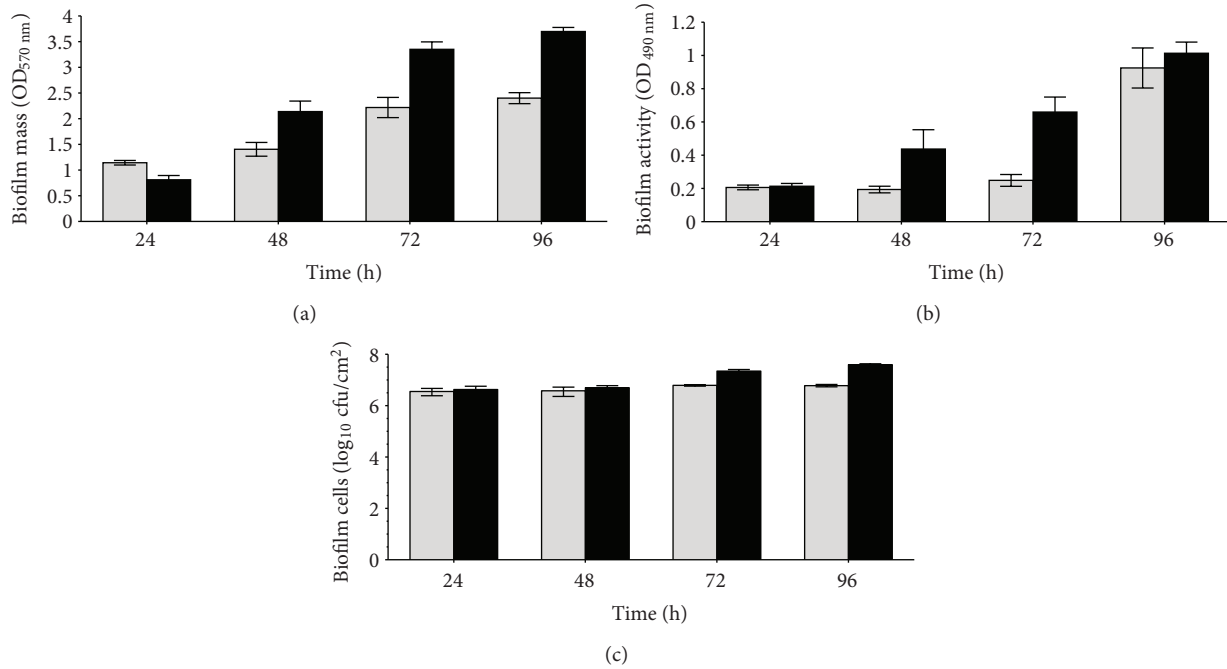 Biofilm mass (OD570 nm)
4
3.5
3
2.5
2
1.5
1
0.5
0
24 48 72 96
Time (h)
(a)
Biofilm activity (OD490 nm)
1.2
1
0.8
0.6
0.4
0.2
0
24 48 72 96
Time (h)
(b)
Biofilm cells (log10 cfu/cm2)
8
6
4
2
0
24 48 72 96
Time (h)
(c)